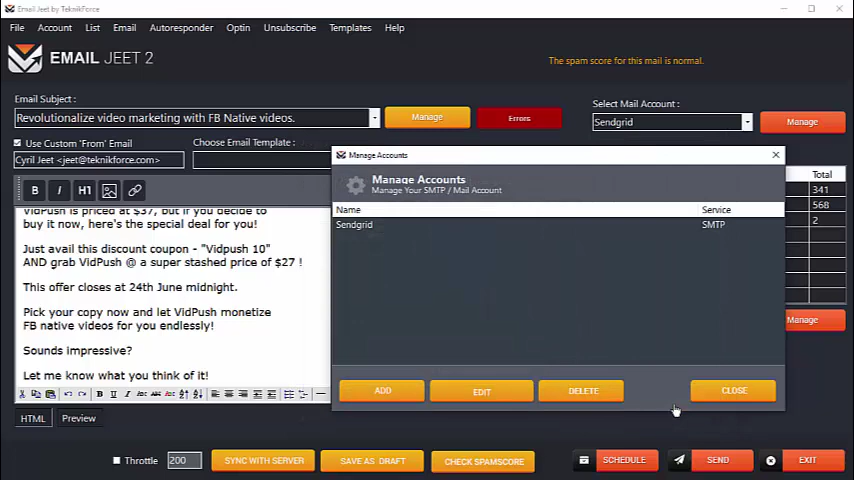 Email Jeet by TeknikForce
File Account List Email Autoresponder Optin Unsubscribe Templates Help
EMAIL JEET 2
The spam score for this mail is normal.
Email Subject :
Revolutionalize video marketing with FB Native videos.
Manage
Errors
Select Mail Account :
Sendgrid
Manage
Use Custom 'From' Email
Choose Email Template :
Cyril Jeet <jeet@teknikforce.com>
Manage Accounts
Manage Accounts
Manage Your SMTP / Mail Account
Name Service
Sendgrid SMTP
ADD EDIT DELETE CLOSE
Total
341
568
2
Manage
B I H1
VidPush is priced at $37, but if you decide to
buy it now, here's the special deal for you!
Just avail this discount coupon - "Vidpush 10"
AND grab VidPush @ a super stashed price of $27 !
This offer closes at 24th June midnight.
Pick your copy now and let VidPush monetize
FB native videos for you endlessly!
Sounds impressive?
Let me know what you think of it!
HTML Preview
Throttle 200 SYNC WITH SERVER SAVE AS DRAFT CHECK SPAMSCORE SCHEDULE SEND EXIT